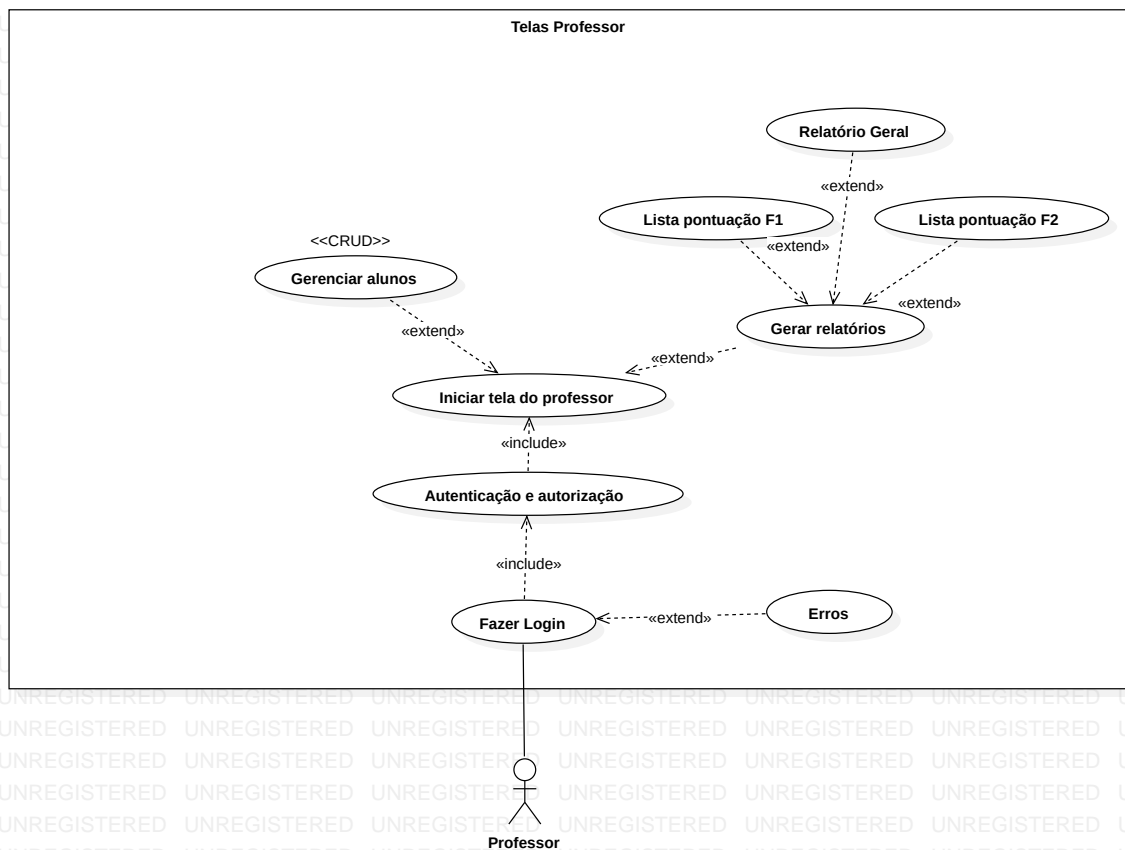 Telas Professor
Relatório Geral
«extend»
Lista pontuação F1
Lista pontuação F2
<<CRUD>>
«extend»
Gerenciar alunos
«extend»
«extend»
Gerar relatórios
«extend»
Iniciar tela do professor
«include»
Autenticação e autorização
«include»
Fazer Login
«extend»
Erros
UNREGISTERED UNREGISTERED UNREGISTERED UNREGISTERED UNREGISTERED UNREGISTERED
UNREGISTERED UNREGISTERED UNREGISTERED UNREGISTERED UNREGISTERED UNREGISTERED
UNREGISTERED UNREGISTERED UNREGISTERED UNREGISTERED UNREGISTERED UNREGISTERED
UNREGISTERED UNREGISTERED UNREGISTERED UNREGISTERED UNREGISTERED UNREGISTERED
UNREGISTERED UNREGISTERED UNREGISTERED UNREGISTERED UNREGISTERED UNREGISTERED
Professor